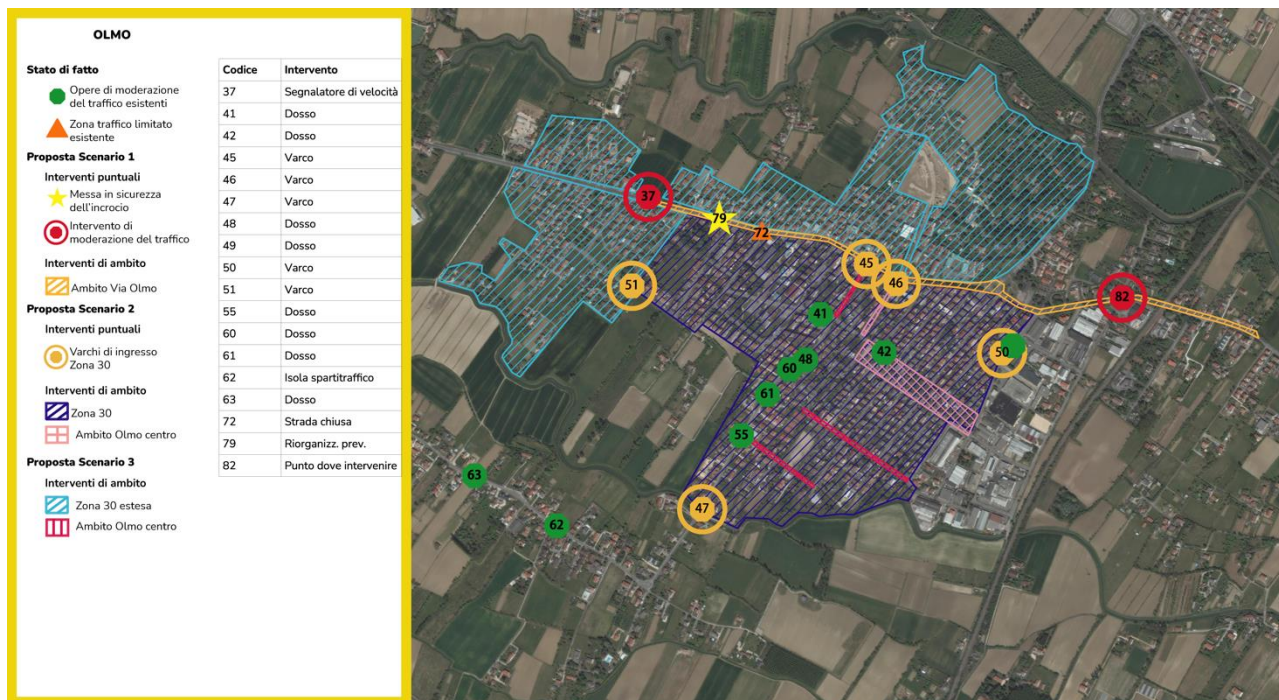 OLMO
Stato di fatto
Opere di moderazione
del traffico esistenti
Zona traffico limitato
esistente
Proposta Scenario 1
Interventi puntuali
Messa in sicurezza
dell'incrocio
Intervento di
moderazione del traffico
Interventi di ambito
Ambito Via Olmo
Proposta Scenario 2
Interventi puntuali
Varchi di ingresso
Zona 30
Interventi di ambito
Zona 30
Ambito Olmo centro
Proposta Scenario 3
Interventi di ambito
Zona 30 estesa
Ambito Olmo centro
Codice Intervento
37 Segnalatore di velocità
41 Dosso
42 Dosso
45 Varco
46 Varco
47 Varco
48 Dosso
49 Dosso
50 Varco
51 Varco
55 Dosso
60 Dosso
61 Dosso
62 Isola spartitraffico
63 Dosso
72 Strada chiusa
79 Riorganizz. prev.
82 Punto dove intervenire
37
79
72
45
46
51
82
41
42
50
48
60
61
55
63
47
62